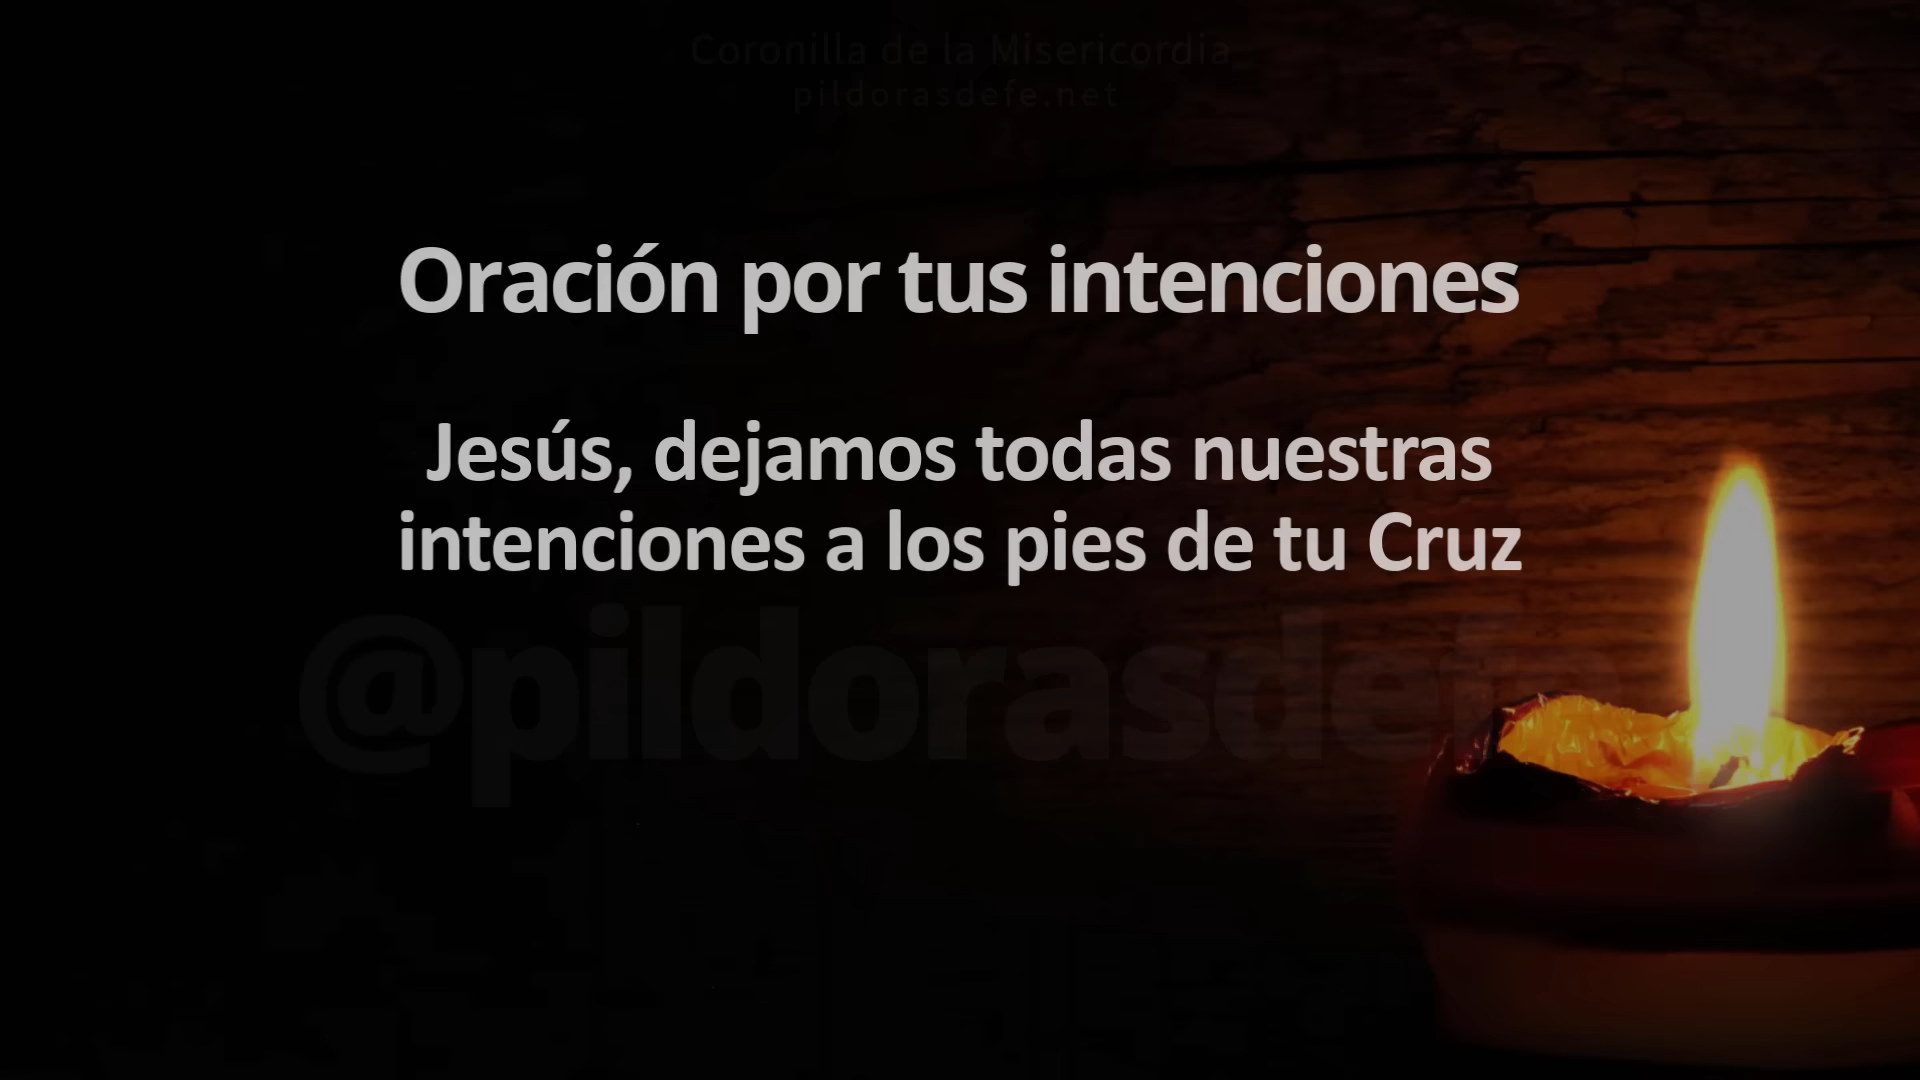 Coronilla de la Misericordia
pildorasdefe.net
Oración por tus intenciones
Jesús, dejamos todas nuestras
intenciones a los pies de tu Cruz
@pildorasdefe